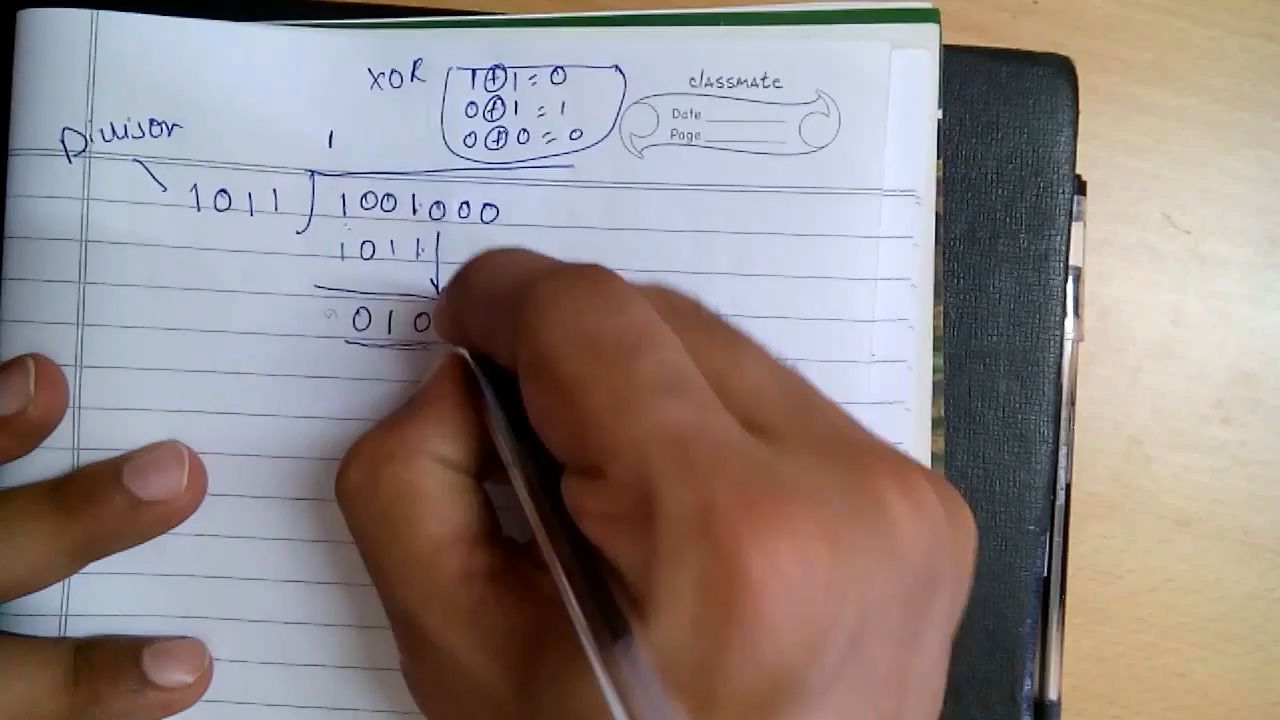 XOR 1⊕1=0 classmate
0⊕1=1 Date
0⊕0=0 Page
Divisor 1
1011 1001000
1011
010